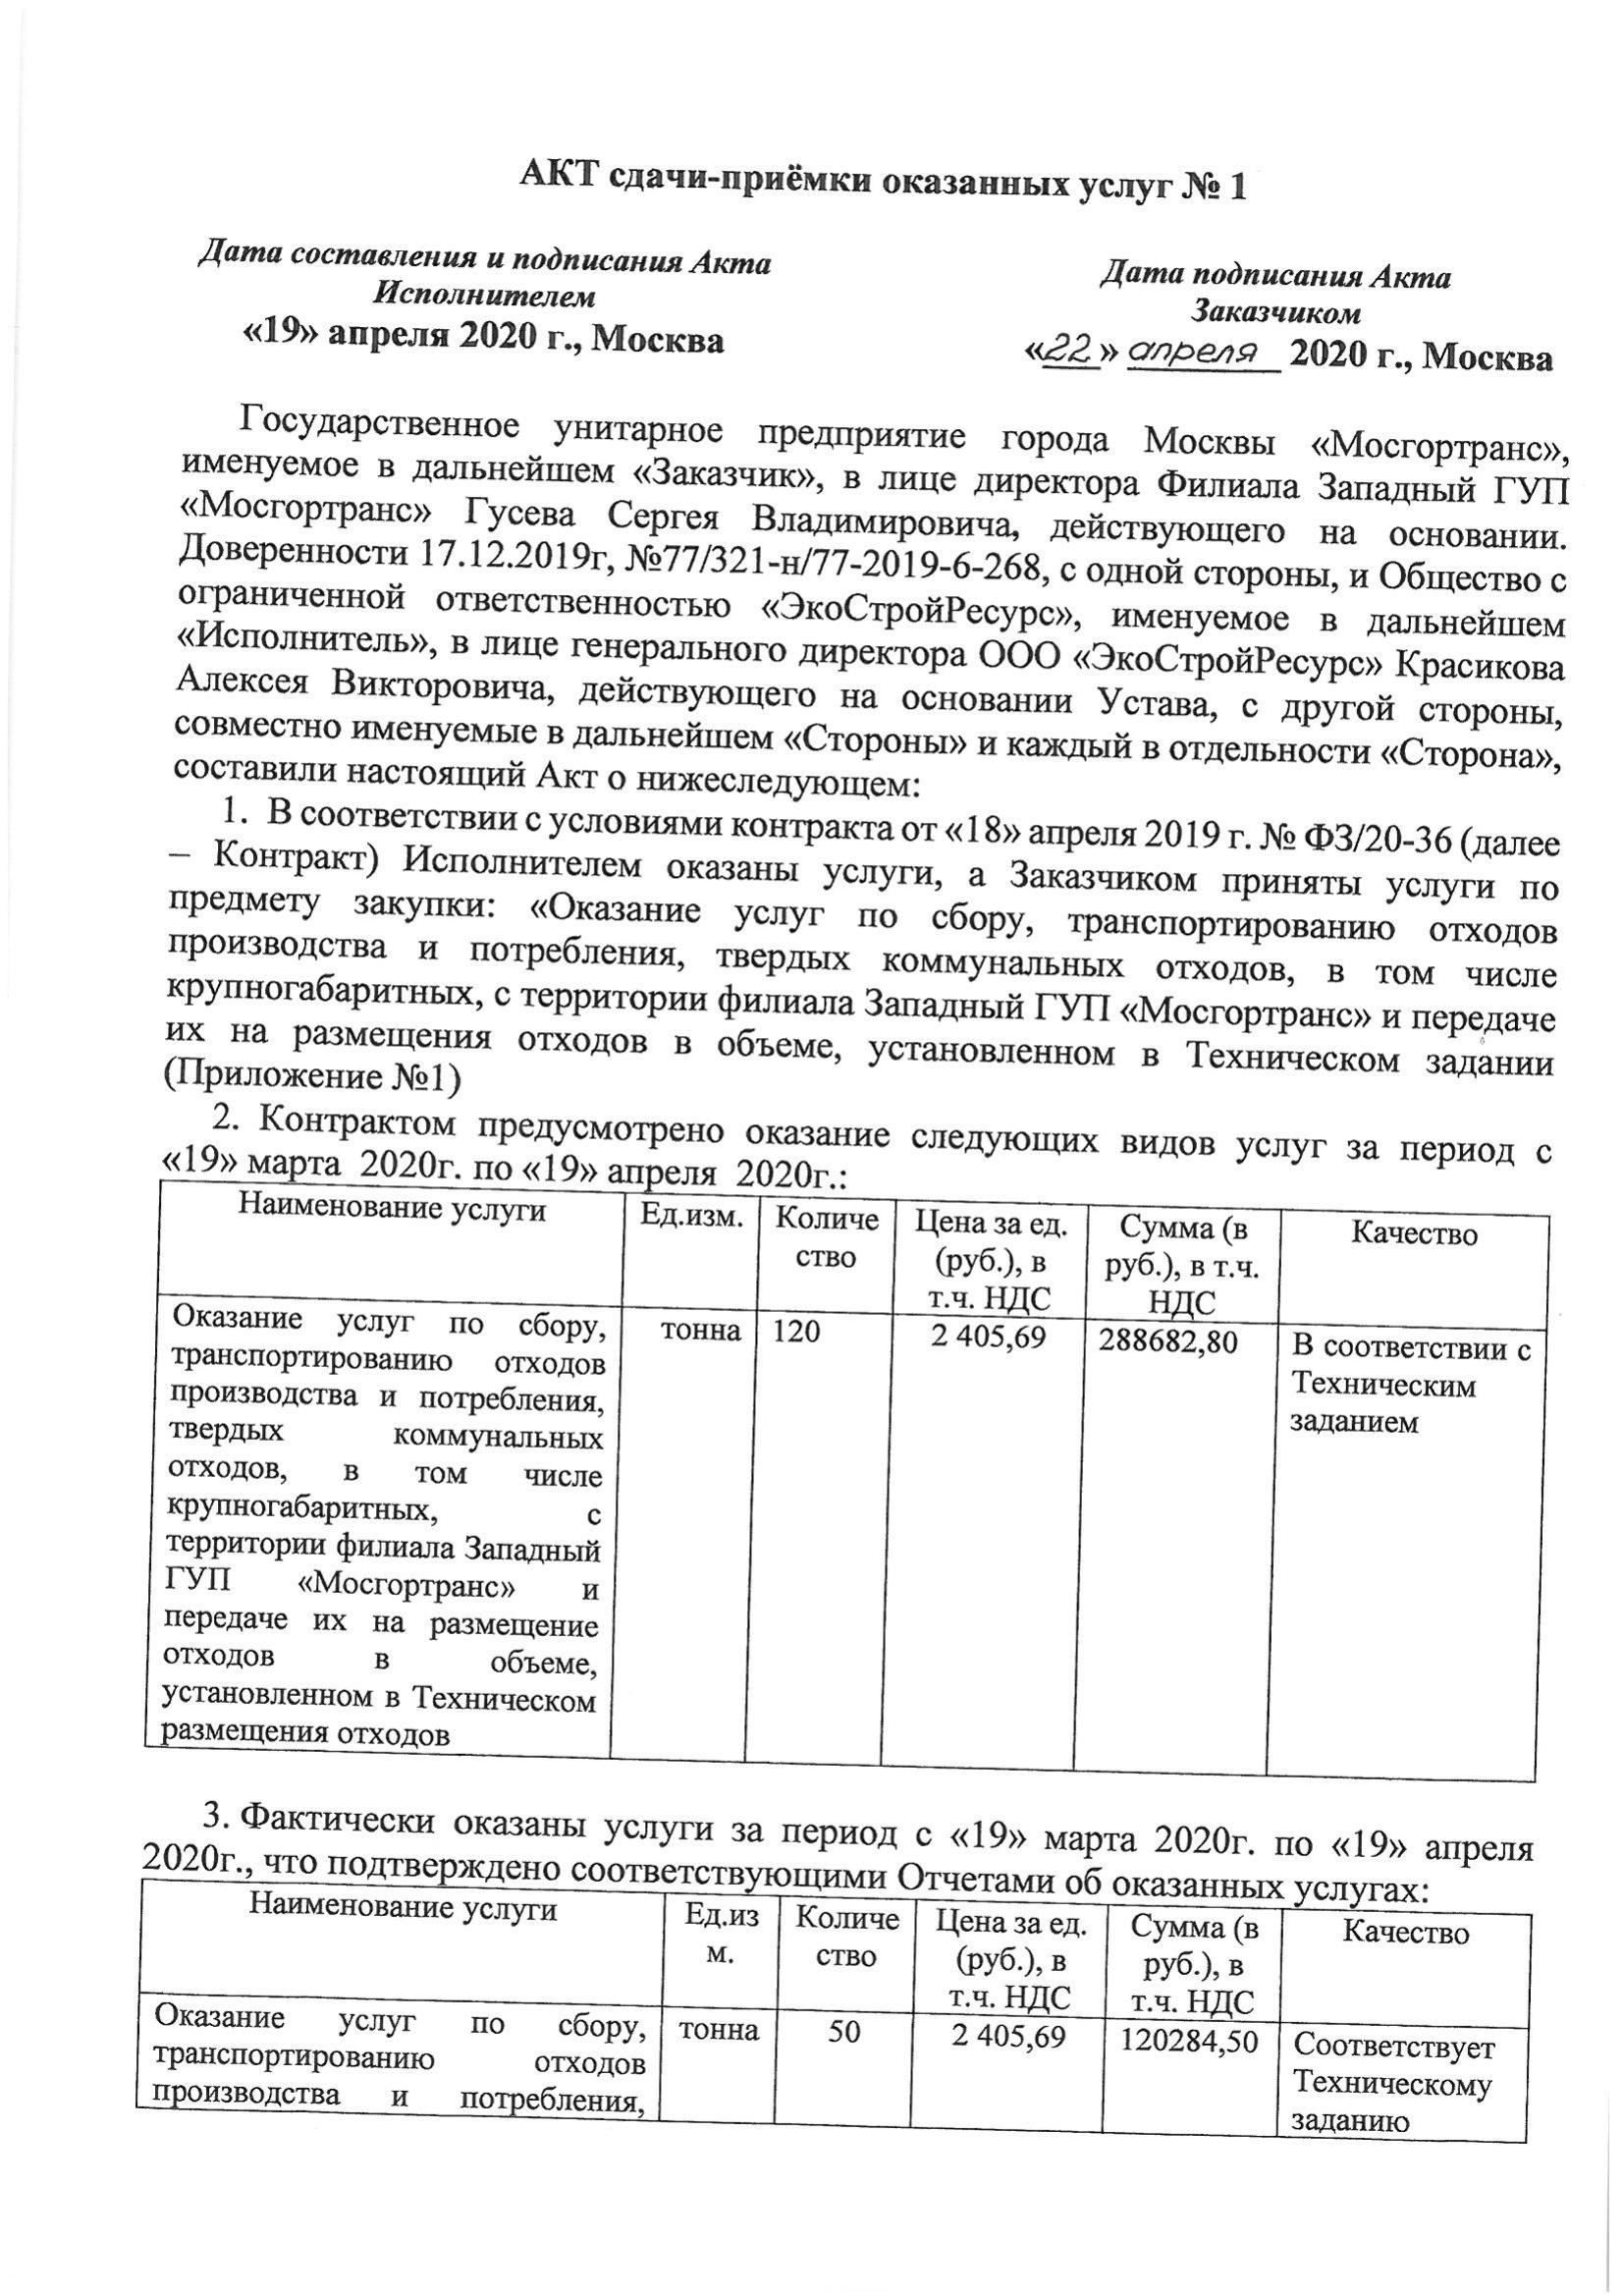 АКТ сдачи-приёмки оказанных услуг № 1
Дата составления и подписания Акта
Исполнителем
«19» апреля 2020 г., Москва
Дата подписания Акта
Заказчиком
«22» апреля 2020 г., Москва
Государственное унитарное предприятие города Москвы «Мосгортранс»,
именуемое в дальнейшем «Заказчик», в лице директора Филиала Западный ГУП
«Мосгортранс» Гусева Сергея Владимировича, действующего на основании.
Доверенности 17.12.2019г, №77/321-н/77-2019-6-268, с одной стороны, и Общество с
ограниченной ответственностью «ЭкоСтройРесурс», именуемое в дальнейшем
«Исполнитель», в лице генерального директора ООО «ЭкоСтройРесурс» Красикова
Алексея Викторовича, действующего на основании Устава, с другой стороны,
совместно именуемые в дальнейшем «Стороны» и каждый в отдельности «Сторона»,
составили настоящий Акт о нижеследующем:
1. В соответствии с условиями контракта от «18» апреля 2019 г. № ФЗ/20-36 (далее
– Контракт) Исполнителем оказаны услуги, а Заказчиком приняты услуги по
предмету закупки: «Оказание услуг по сбору, транспортированию отходов
производства и потребления, твердых коммунальных отходов, в том числе
крупногабаритных, с территории филиала Западный ГУП «Мосгортранс» и передаче
их на размещения отходов в объеме, установленном в Техническом задании
(Приложение №1)
2. Контрактом предусмотрено оказание следующих видов услуг за период с
«19» марта 2020г. по «19» апреля 2020г.:
Наименование услуги
Ед.изм.
Количе
ство
Цена за ед.
(руб.), в
т.ч. НДС
Сумма (в
руб.), в т.ч.
НДС
Качество
Оказание услуг по сбору,
транспортированию отходов
производства и потребления,
твердых коммунальных
отходов, в том числе
крупногабаритных, с
территории филиала Западный
ГУП «Мосгортранс» и
передаче их на размещение
отходов в объеме,
установленном в Техническом
размещения отходов
тонна
120
2 405,69
288682,80
В соответствии с
Техническим
заданием
3. Фактически оказаны услуги за период с «19» марта 2020г. по «19» апреля
2020г., что подтверждено соответствующими Отчетами об оказанных услугах:
Наименование услуги
Ед.из
м.
Количе
ство
Цена за ед.
(руб.), в
т.ч. НДС
Сумма (в
руб.), в
т.ч. НДС
Качество
Оказание услуг по сбору,
транспортированию отходов
производства и потребления,
тонна
50
2 405,69
120284,50
Соответствует
Техническому
заданию